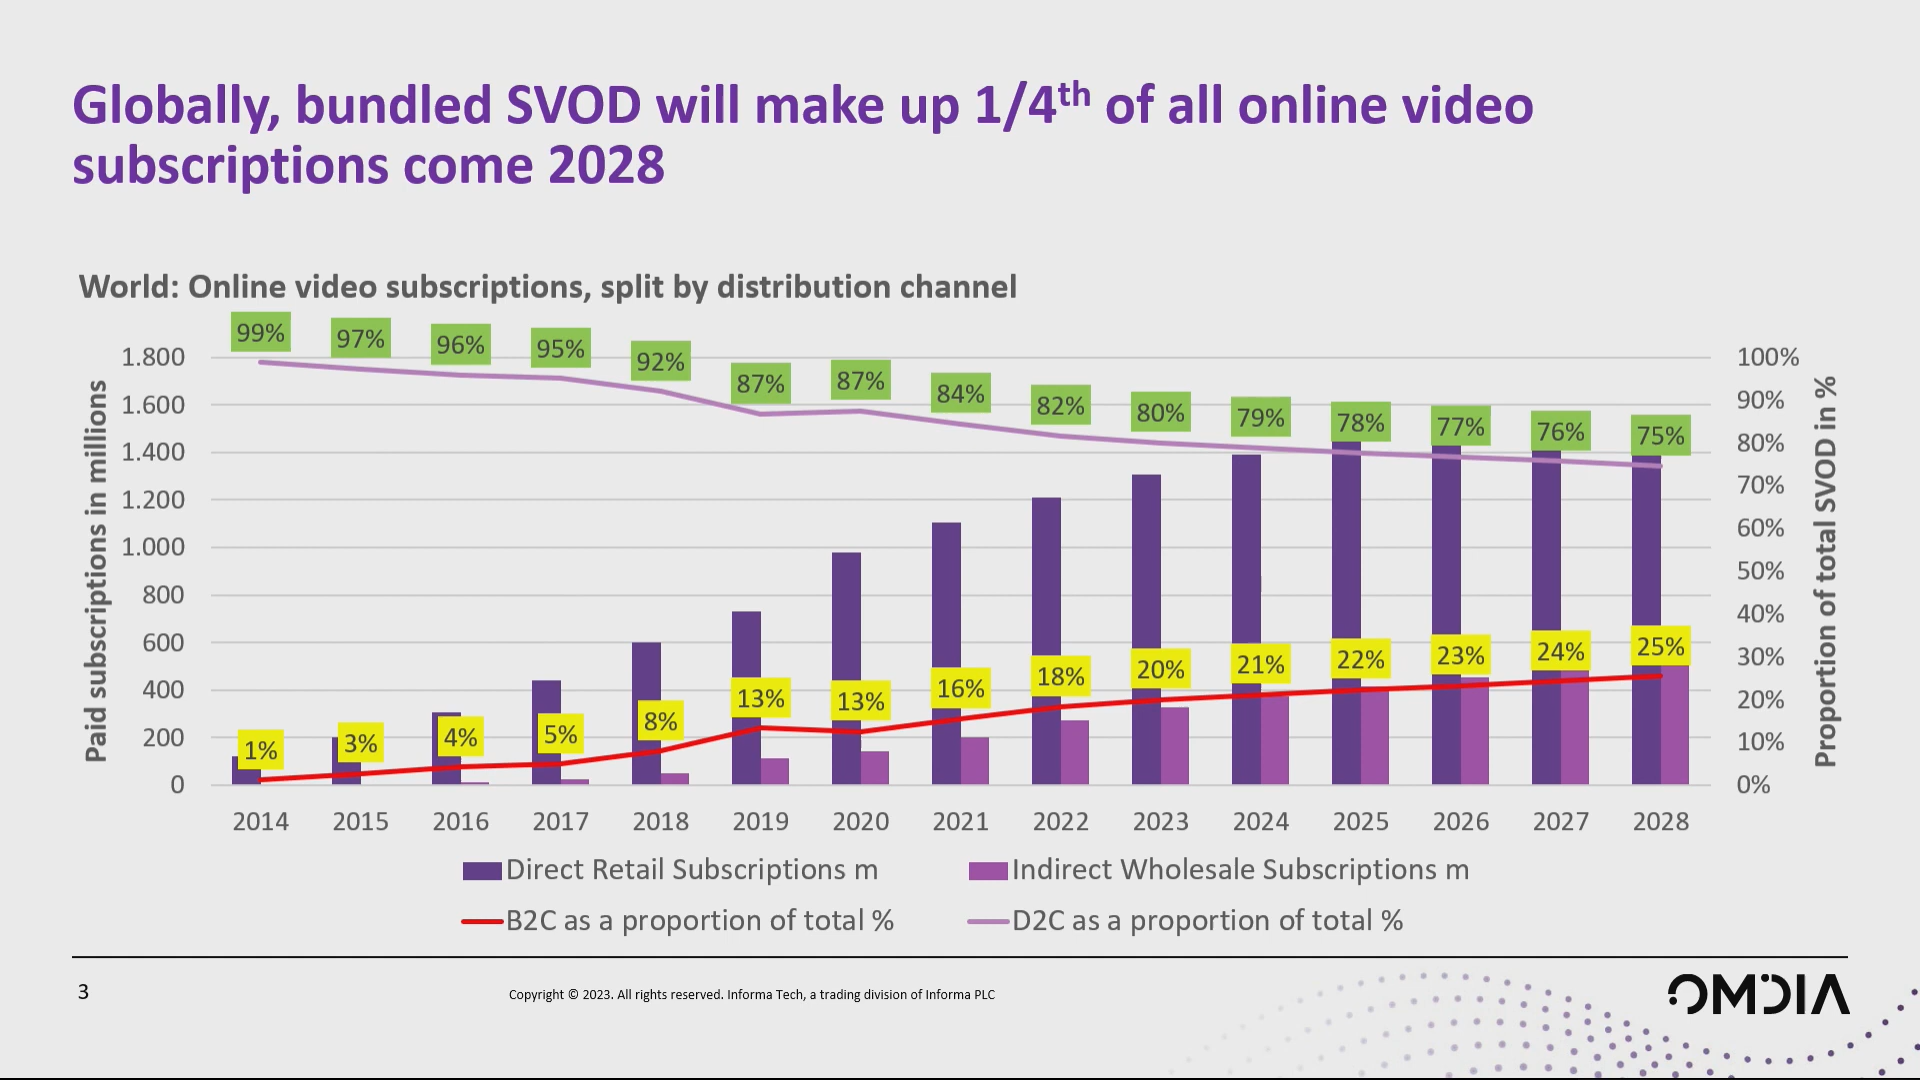 Globally, bundled SVOD will make up 1/4th of all online video
subscriptions come 2028
World: Online video subscriptions, split by distribution channel
99% 97% 96% 95% 92% 87% 87% 84% 82% 80% 79% 78% 77% 76% 75%
1.800
1.600
1.400
1.200
1.000
800
600
400
200
0
Paid subscriptions in millions
100%
90%
80%
70%
60%
50%
40%
30%
20%
10%
0%
Proportion of total SVOD in %
1% 3% 4% 5% 8% 13% 13% 16% 18% 20% 21% 22% 23% 24% 25%
2014 2015 2016 2017 2018 2019 2020 2021 2022 2023 2024 2025 2026 2027 2028
Direct Retail Subscriptions m
Indirect Wholesale Subscriptions m
B2C as a proportion of total %
D2C as a proportion of total %
3
Copyright © 2023. All rights reserved. Informa Tech, a trading division of Informa PLC
OMDIA